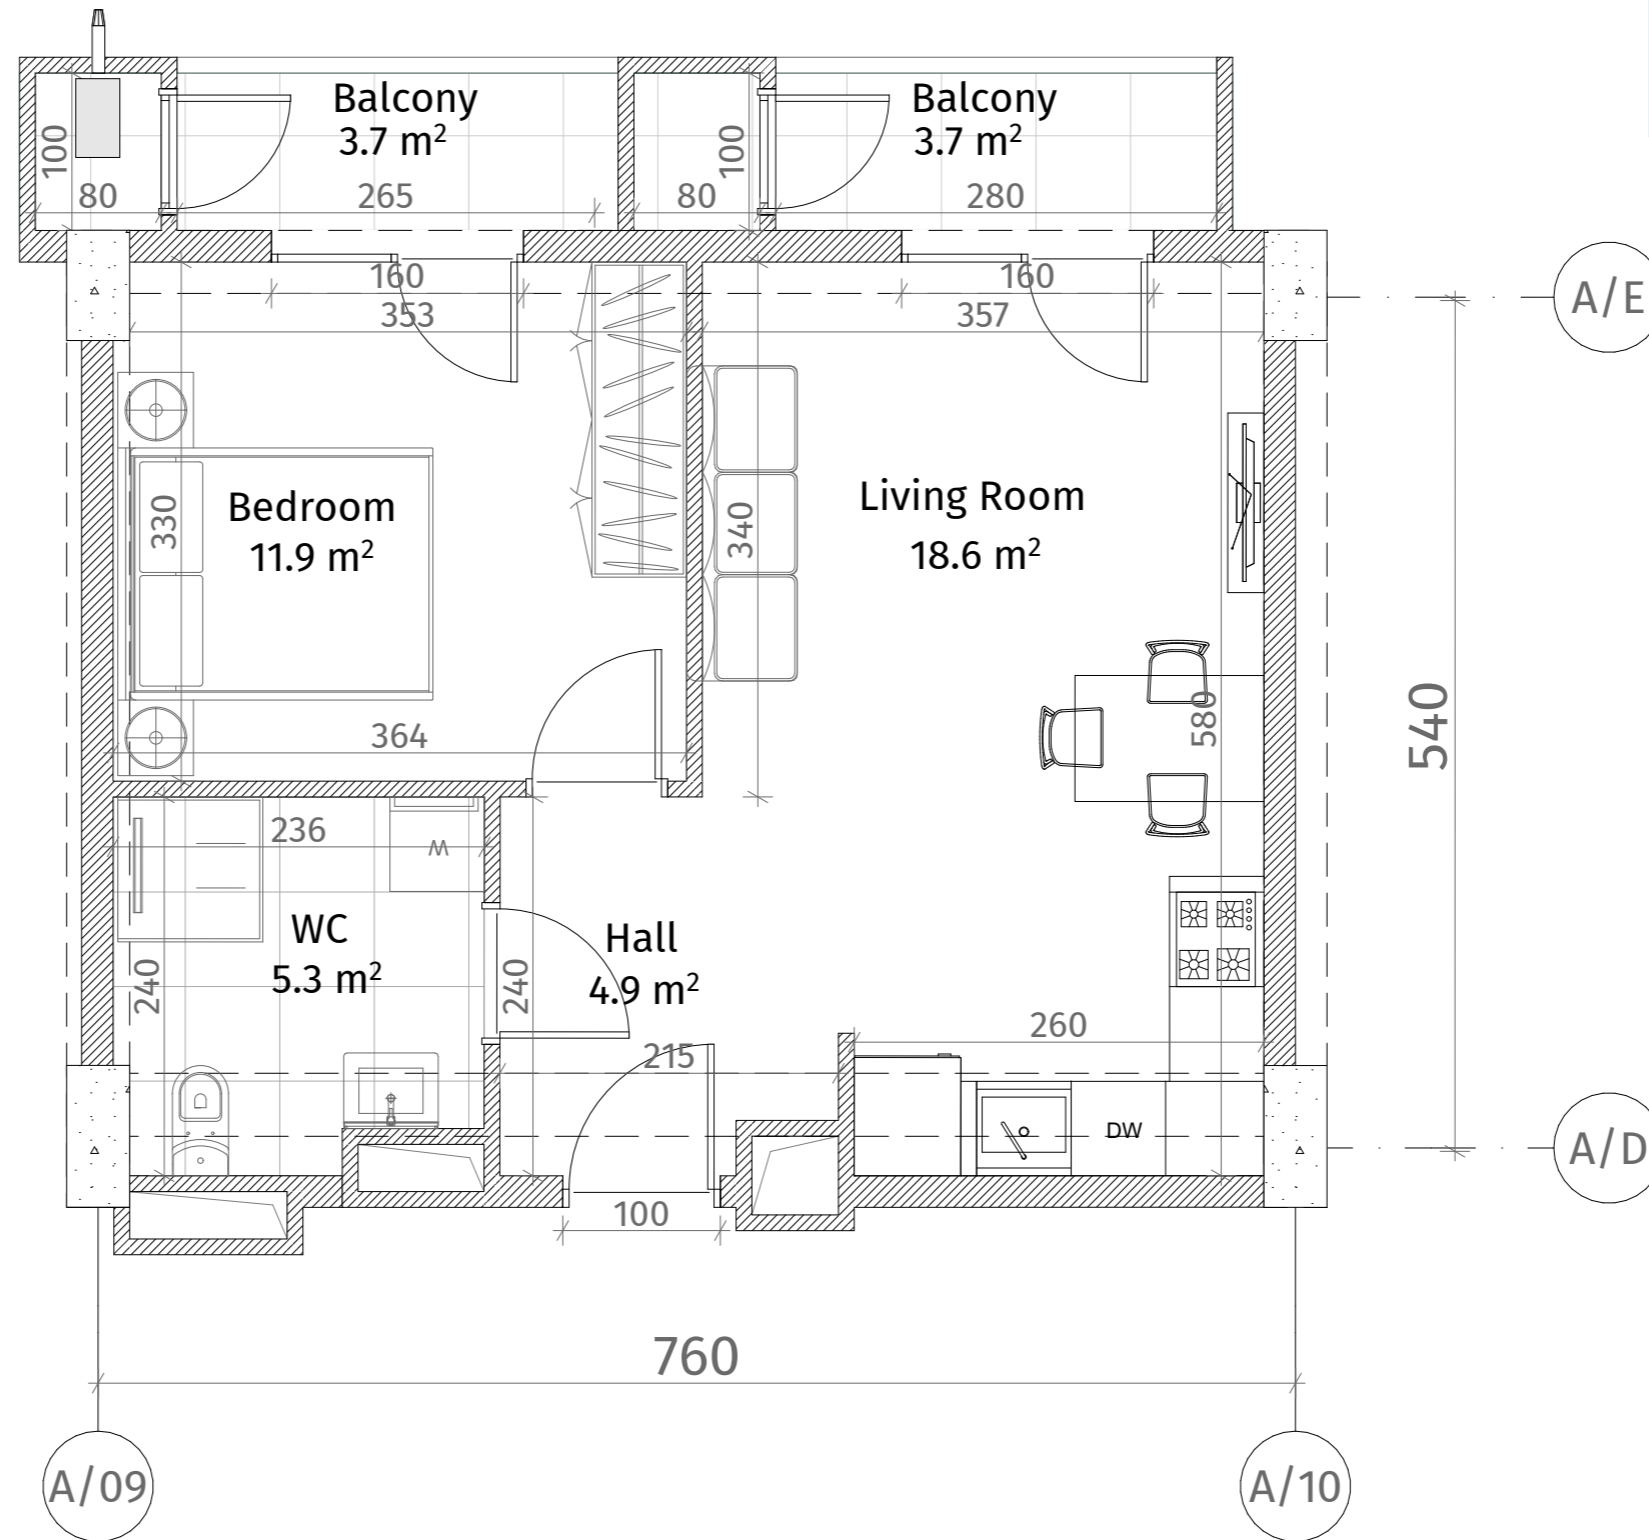 Balcony
3.7 m²
Balcony
3.7 m²
100
80
265
100
80
280
160
353
160
357
A/E
Bedroom
11.9 m²
330
364
340
Living Room
18.6 m²
580
540
236
W
WC
5.3 m²
240
Hall
4.9 m²
240
215
260
DW
A/D
100
760
A/09
A/10